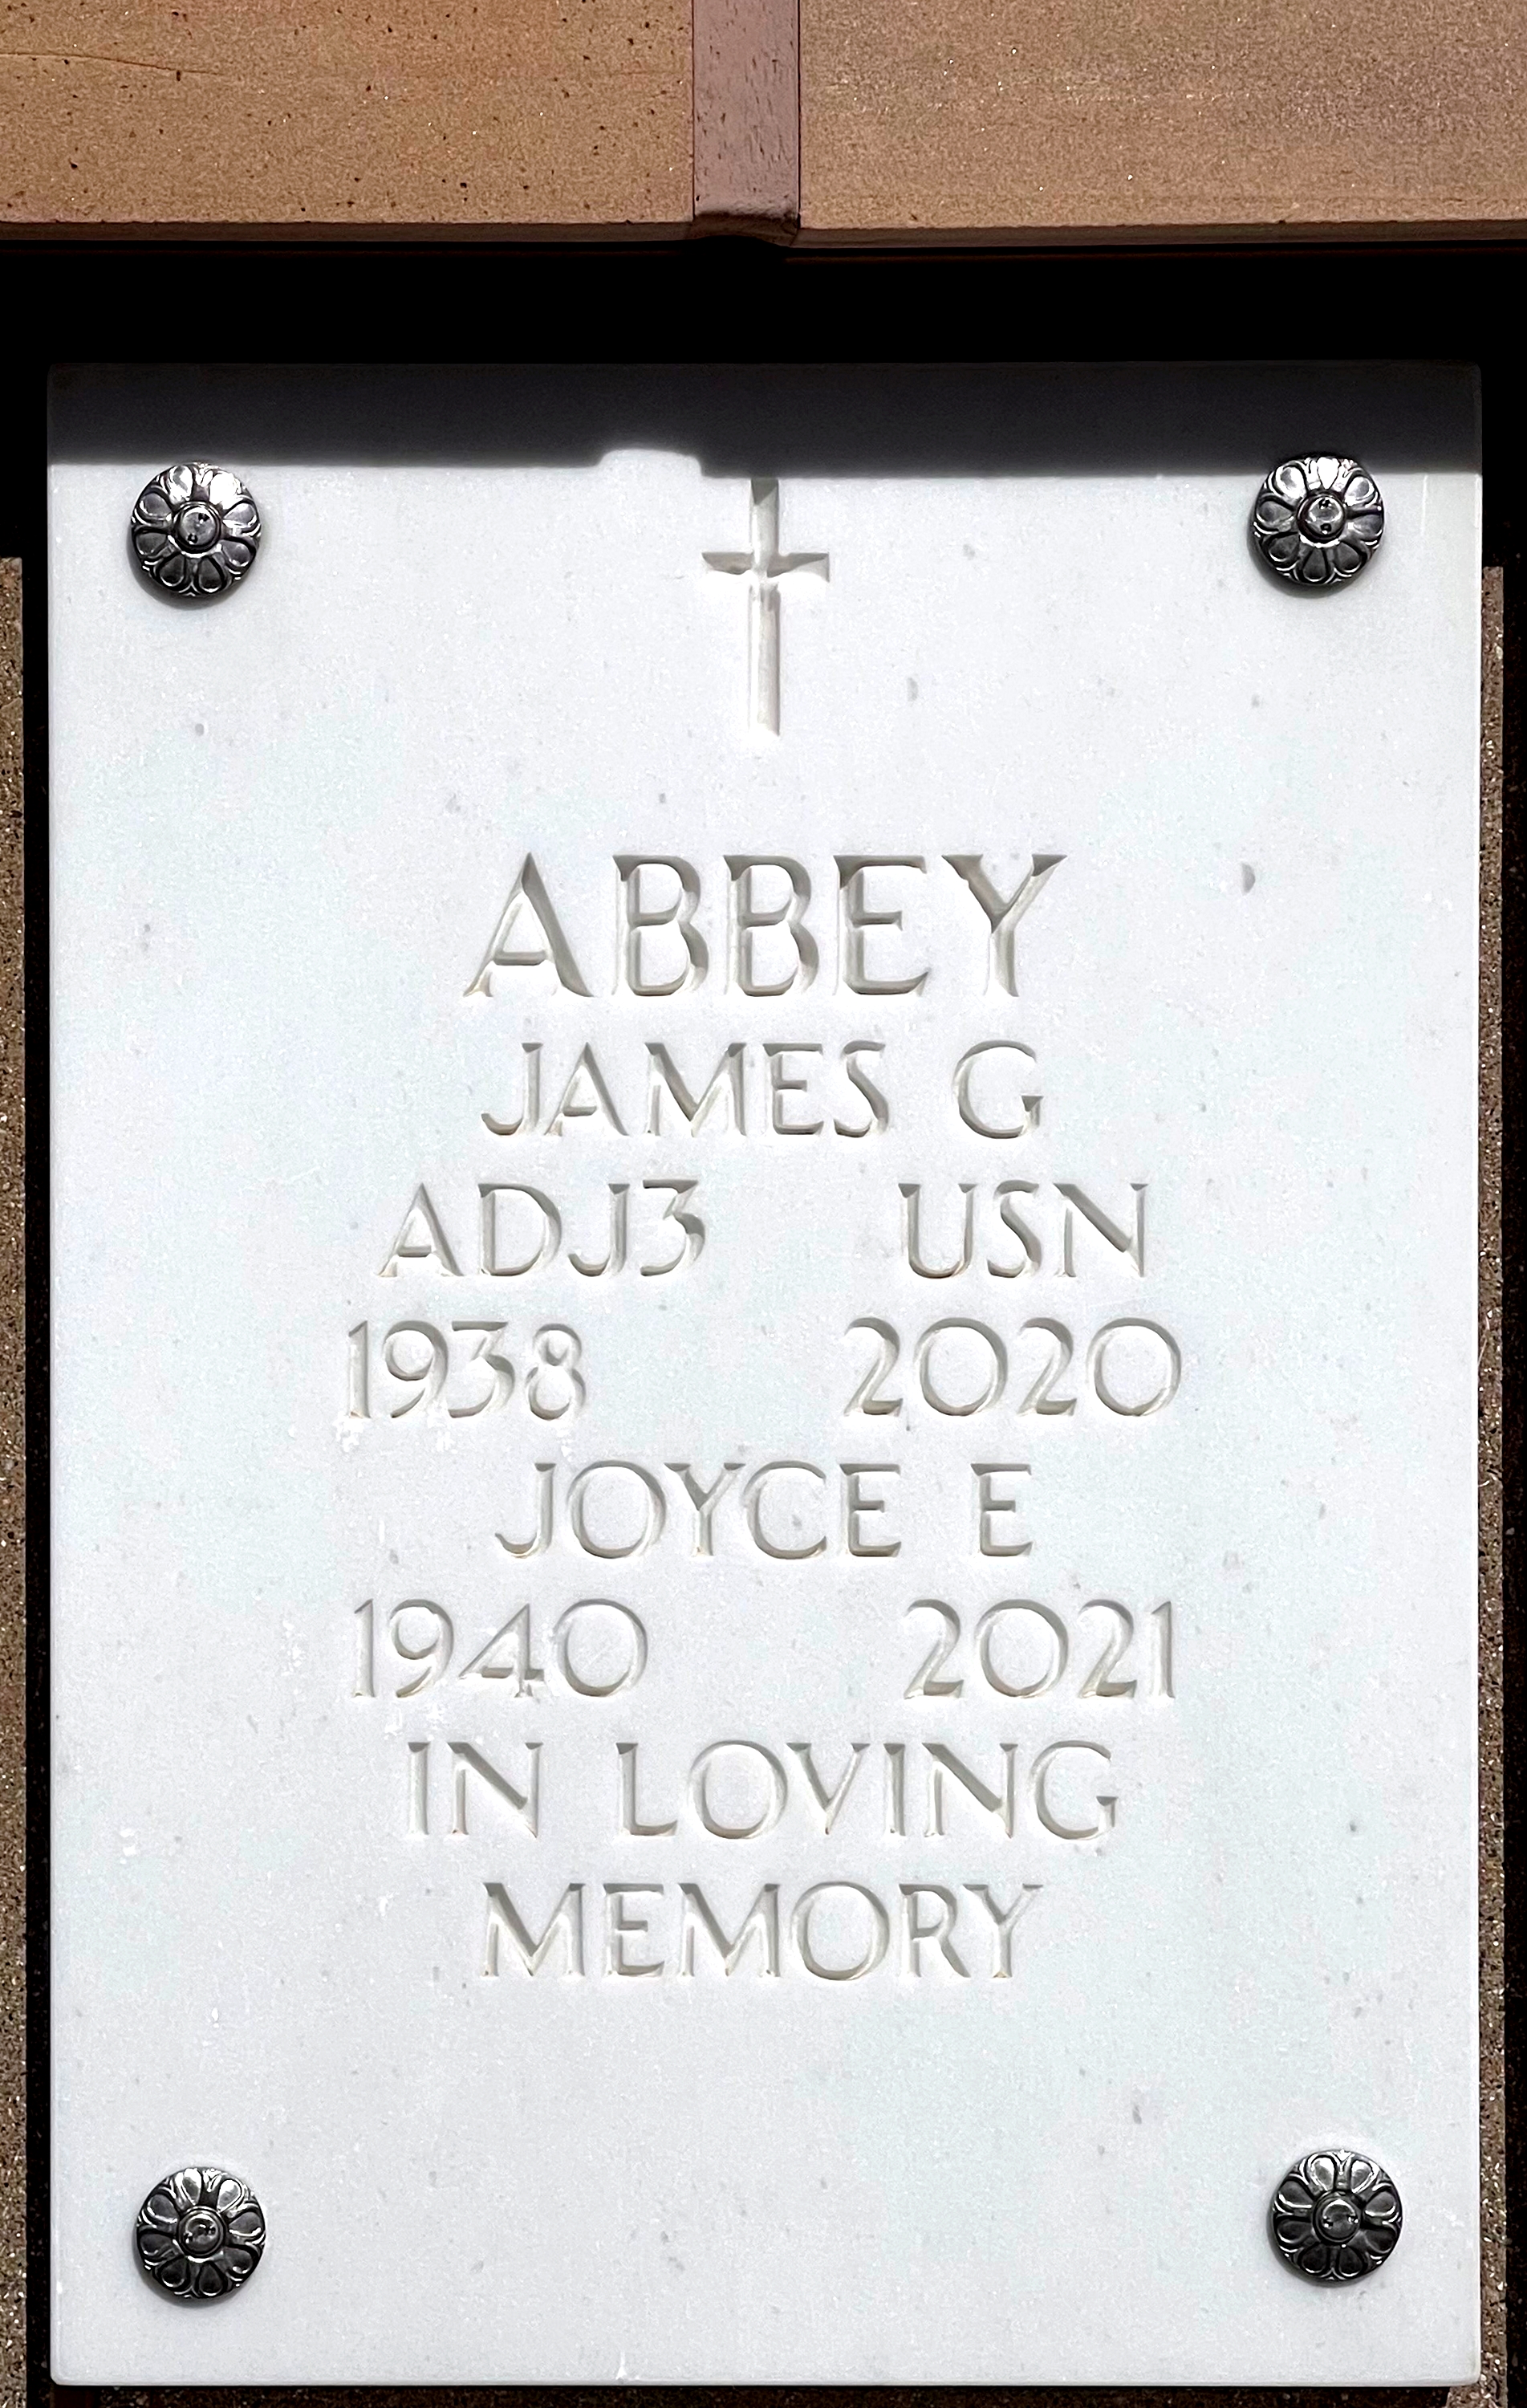 ABBEY
JAMES G
ADJ3 USN
1938 2020
JOYCE E
1940 2021
IN LOVING
MEMORY